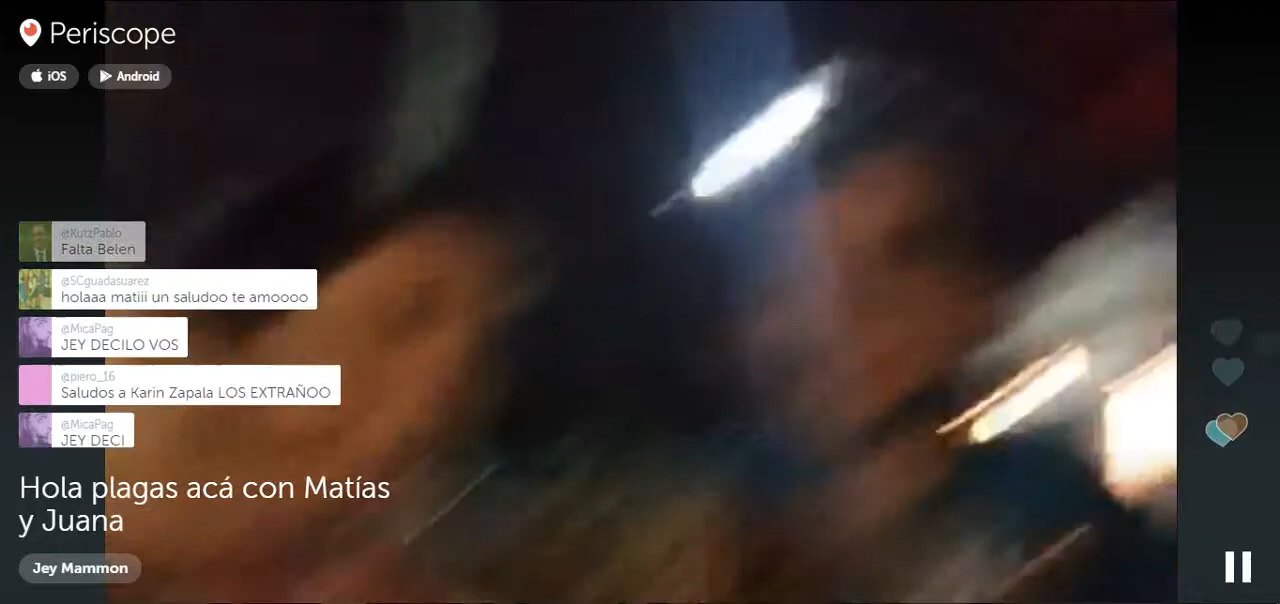 Periscope
iOS
Android
@KutzPablo
Falta Belen
@SCguadasuarez
holaaa matiii un saludoo te amoooo
@MicaPag
JEY DECILO VOS
@piero_16
Saludos a Karin Zapala LOS EXTRAÑOO
@MicaPag
JEY DECI
Hola plagas acá con Matías
y Juana
Jey Mammon